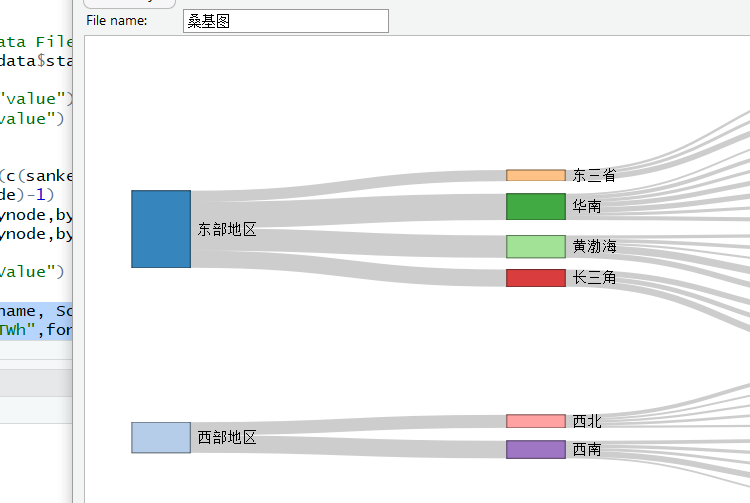 File name: 桑基图
ata File
data$sta
value")
value")
(c(sanke
de)-1)
ynode,by
ynode,by
value")
name, So
TWh",fon
东三省
华南
东部地区
黄渤海
长三角
西北
西部地区
西南